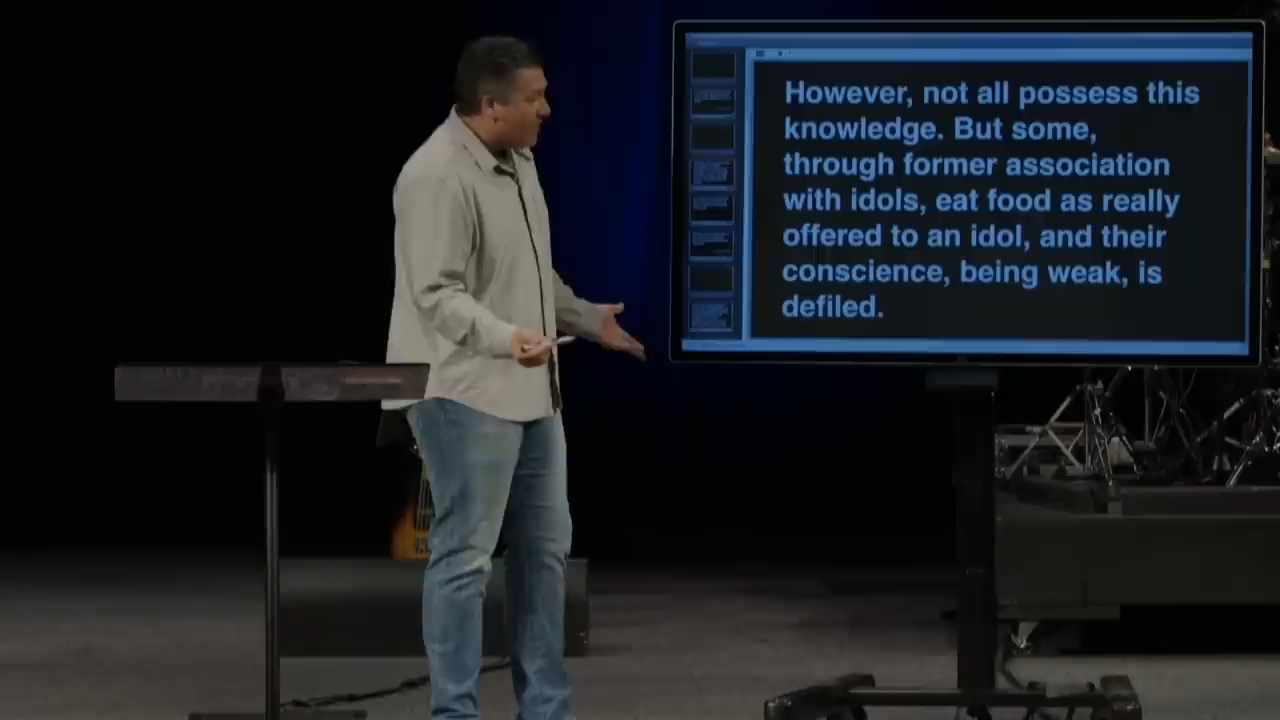 However, not all possess this
knowledge. But some,
through former association
with idols, eat food as really
offered to an idol, and their
conscience, being weak, is
defiled.